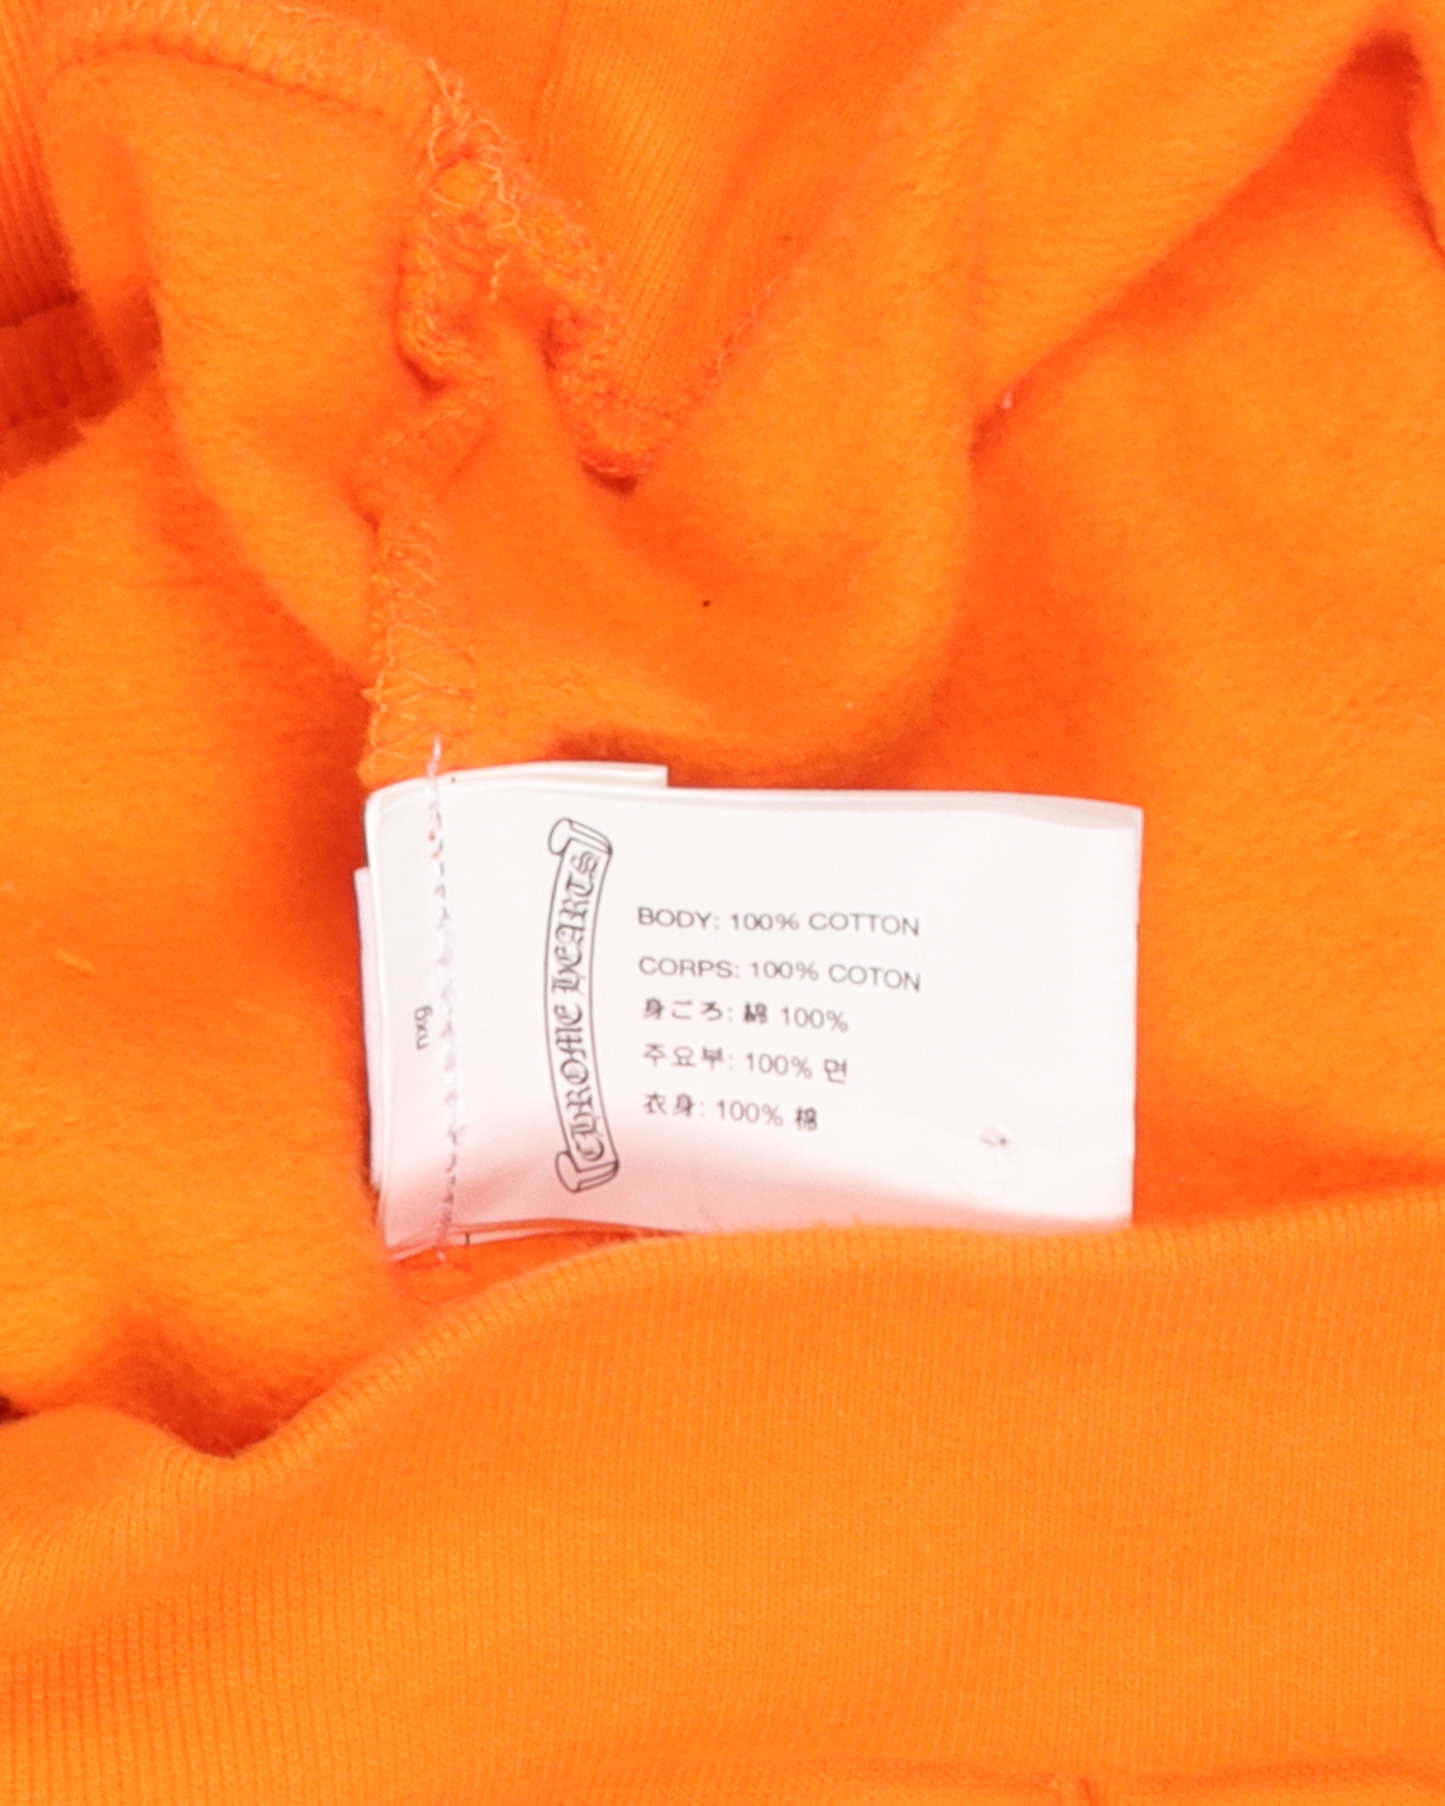 CHROME HEARTS
BODY: 100% COTTON
CORPS: 100% COTON
身ごろ: 綿 100%
주요부: 100% 면
衣身: 100% 棉
nxg